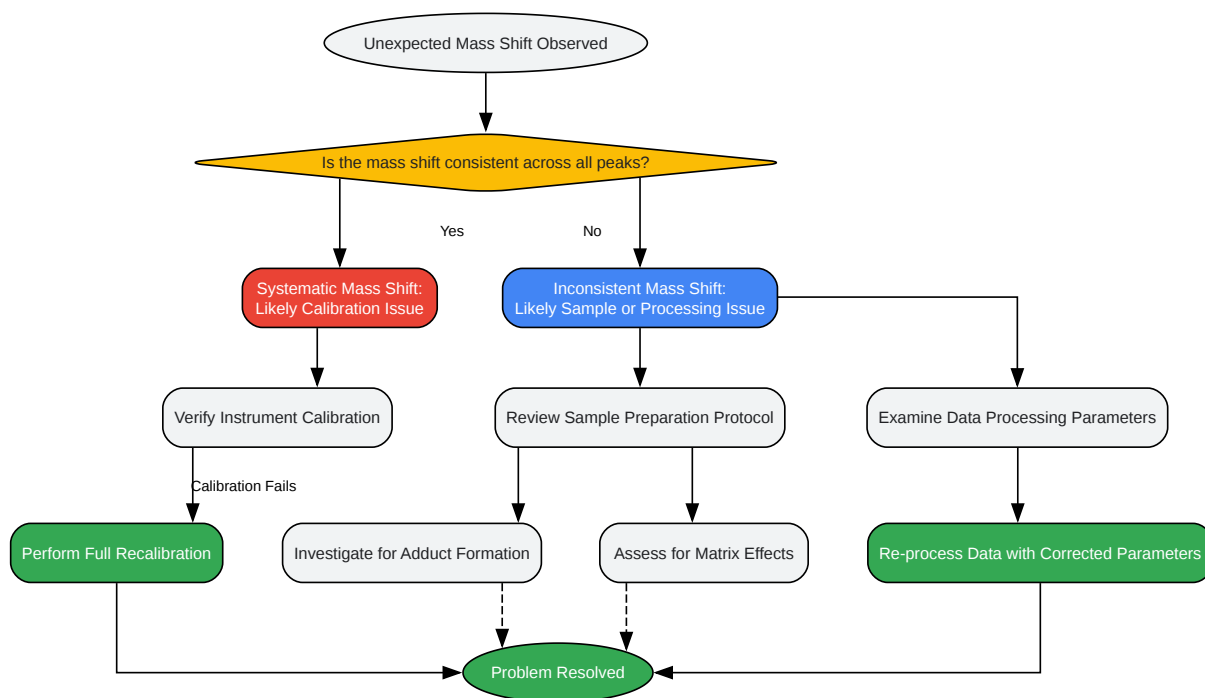 Unexpected Mass Shift Observed
Is the mass shift consistent across all peaks?
Yes
No
Systematic Mass Shift:
Likely Calibration Issue
Inconsistent Mass Shift:
Likely Sample or Processing Issue
Verify Instrument Calibration
Review Sample Preparation Protocol
Examine Data Processing Parameters
Calibration Fails
Perform Full Recalibration
Investigate for Adduct Formation
Assess for Matrix Effects
Re-process Data with Corrected Parameters
Problem Resolved